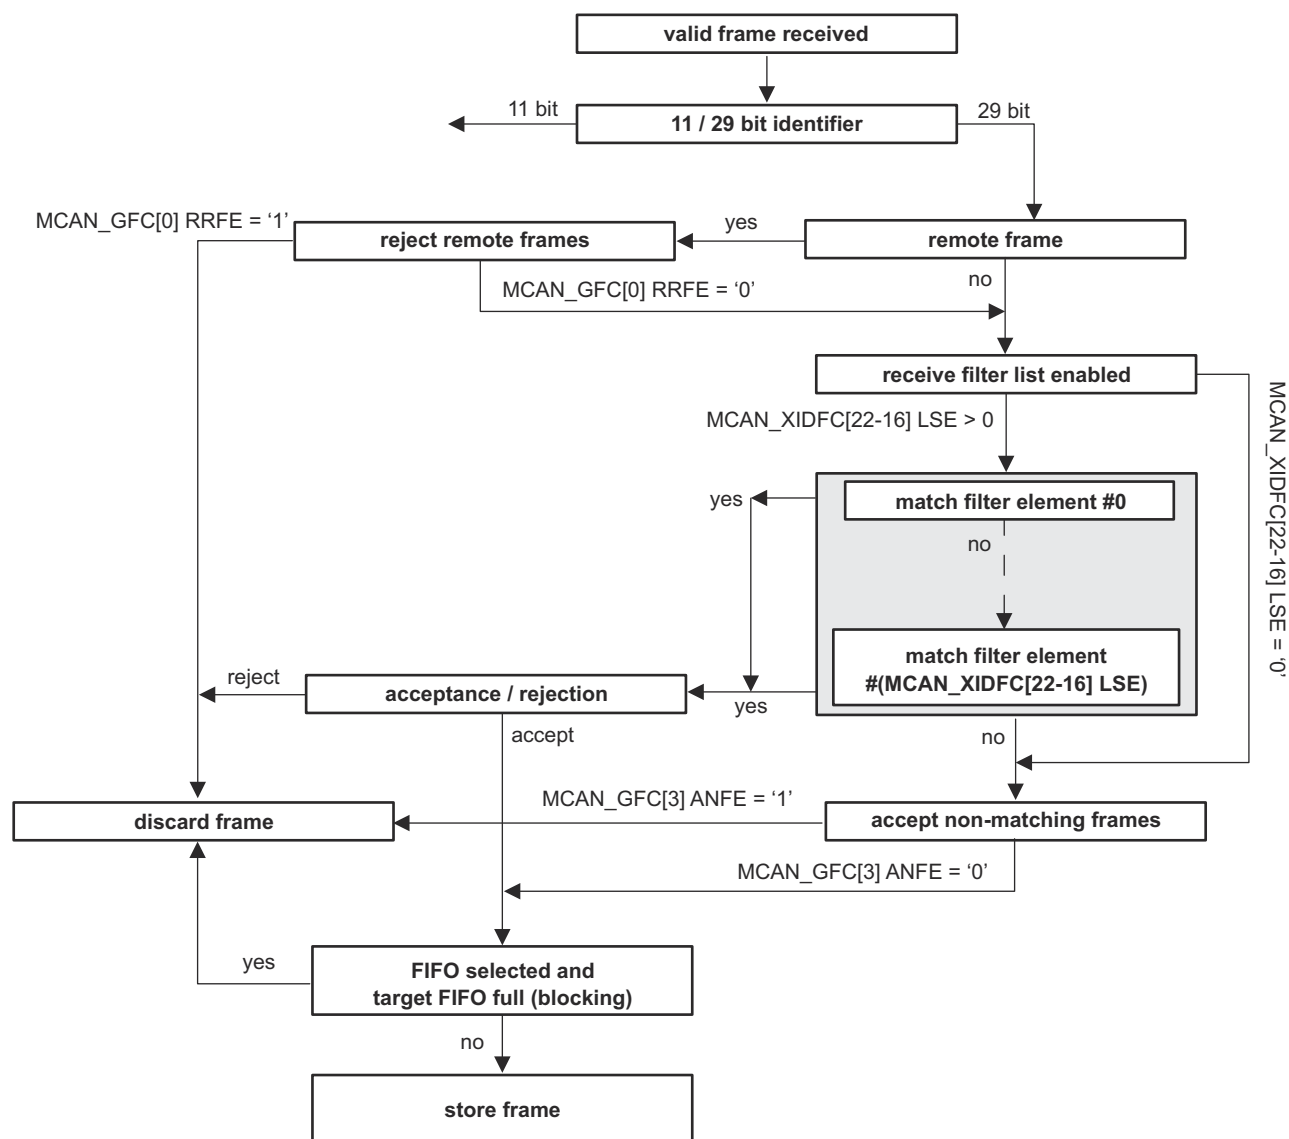 valid frame received
11 bit
11 / 29 bit identifier
29 bit
MCAN_GFC[0] RRFE = ‘1’
reject remote frames
yes
remote frame
MCAN_GFC[0] RRFE = ‘0’
no
receive filter list enabled
MCAN_XIDFC[22-16] LSE > 0
MCAN_XIDFC[22-16] LSE = ‘0’
yes
match filter element #0
no
match filter element
#(MCAN_XIDFC[22-16] LSE)
reject
acceptance / rejection
yes
accept
no
MCAN_GFC[3] ANFE = ‘1’
discard frame
accept non-matching frames
MCAN_GFC[3] ANFE = ‘0’
yes
FIFO selected and
target FIFO full (blocking)
no
store frame